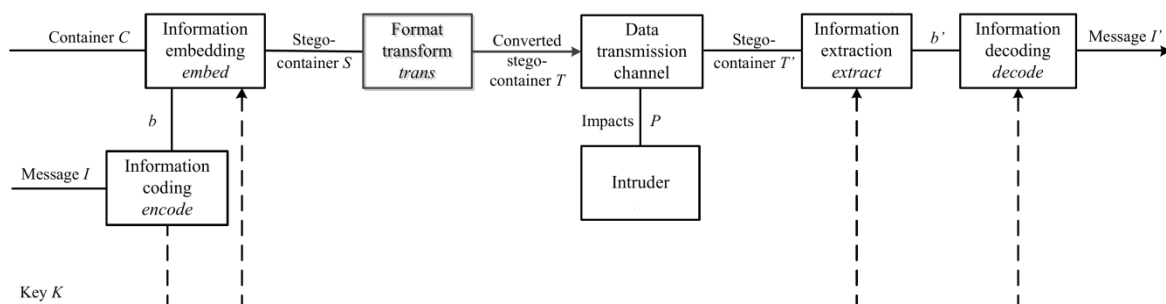 Container C
Information
embedding
embed
Stego-
container S
Format
transform
trans
Converted
stego-
container T
Data
transmission
channel
Stego-
container T’
Information
extraction
extract
b’
Information
decoding
decode
Message I’
b
Impacts P
Message I
Information
coding
encode
Intruder
Key K